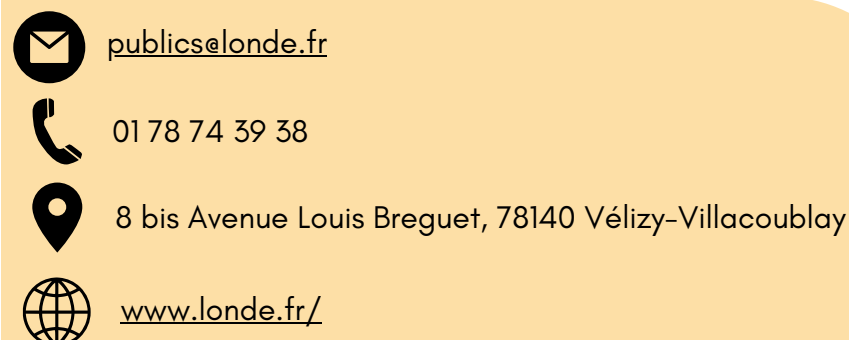 publics@londe.fr
01 78 74 39 38
8 bis Avenue Louis Breguet, 78140 Vélizy-Villacoublay
www.londe.fr/